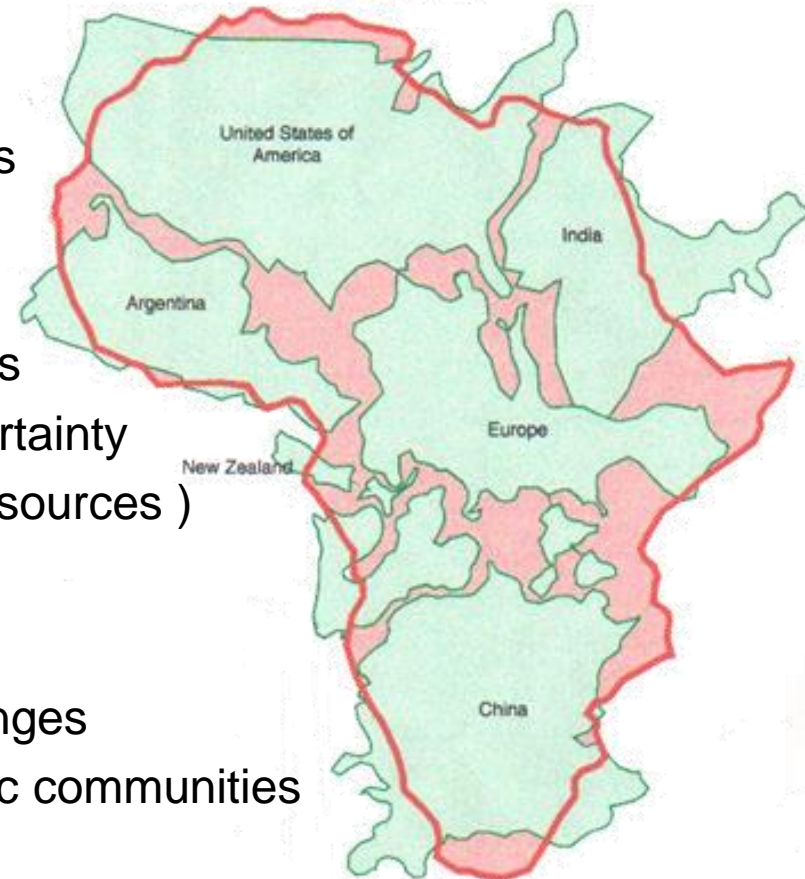 s
s
rtainty
sources )
nges
c communities
United States of
America
India
Argentina
Europe
New Zealand
China